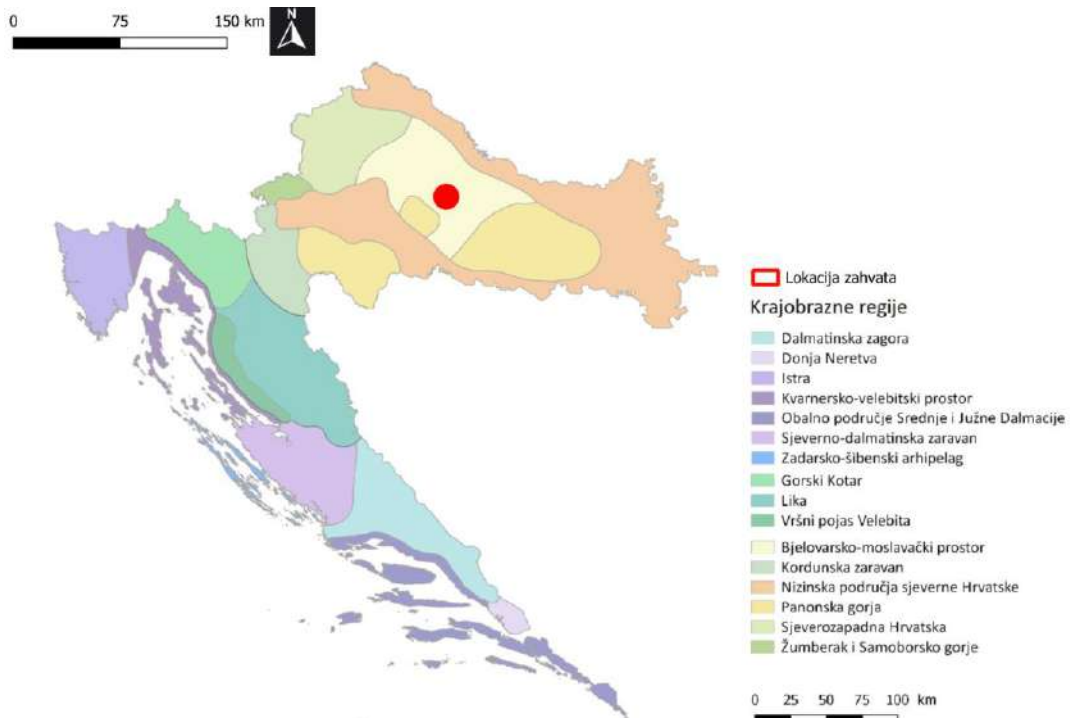 0 75 150 km
N
Lokacija zahvata
Krajobrazne regije
Dalmatinska zagora
Donja Neretva
Istra
Kvarnersko-velebitski prostor
Obalno područje Srednje i Južne Dalmacije
Sjeverno-dalmatinska zaravan
Zadarsko-šibenski arhipelag
Gorski Kotar
Lika
Vršni pojas Velebita
Bjelovarsko-moslavački prostor
Kordunska zaravan
Nizinska područja sjeverne Hrvatske
Panonska gorja
Sjeverozapadna Hrvatska
Žumberak i Samoborsko gorje
0 25 50 75 100 km